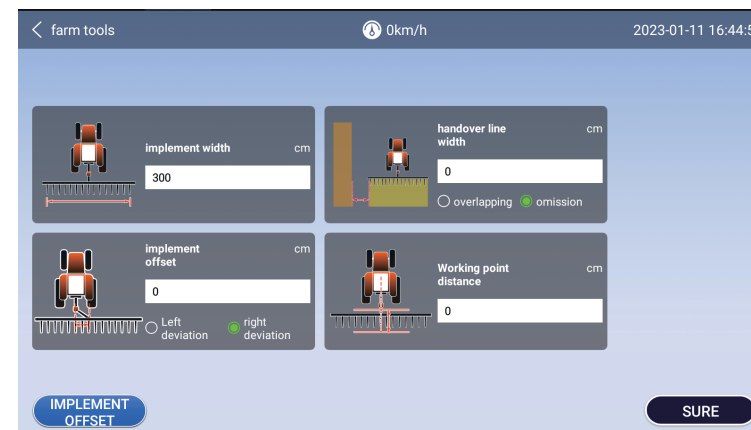 farm tools
0km/h
2023-01-11 16:44:5
implement width
cm
300
handover line
width
cm
0
overlapping
omission
implement
offset
cm
0
Left
deviation
right
deviation
Working point
distance
cm
0
IMPLEMENT
OFFSET
SURE